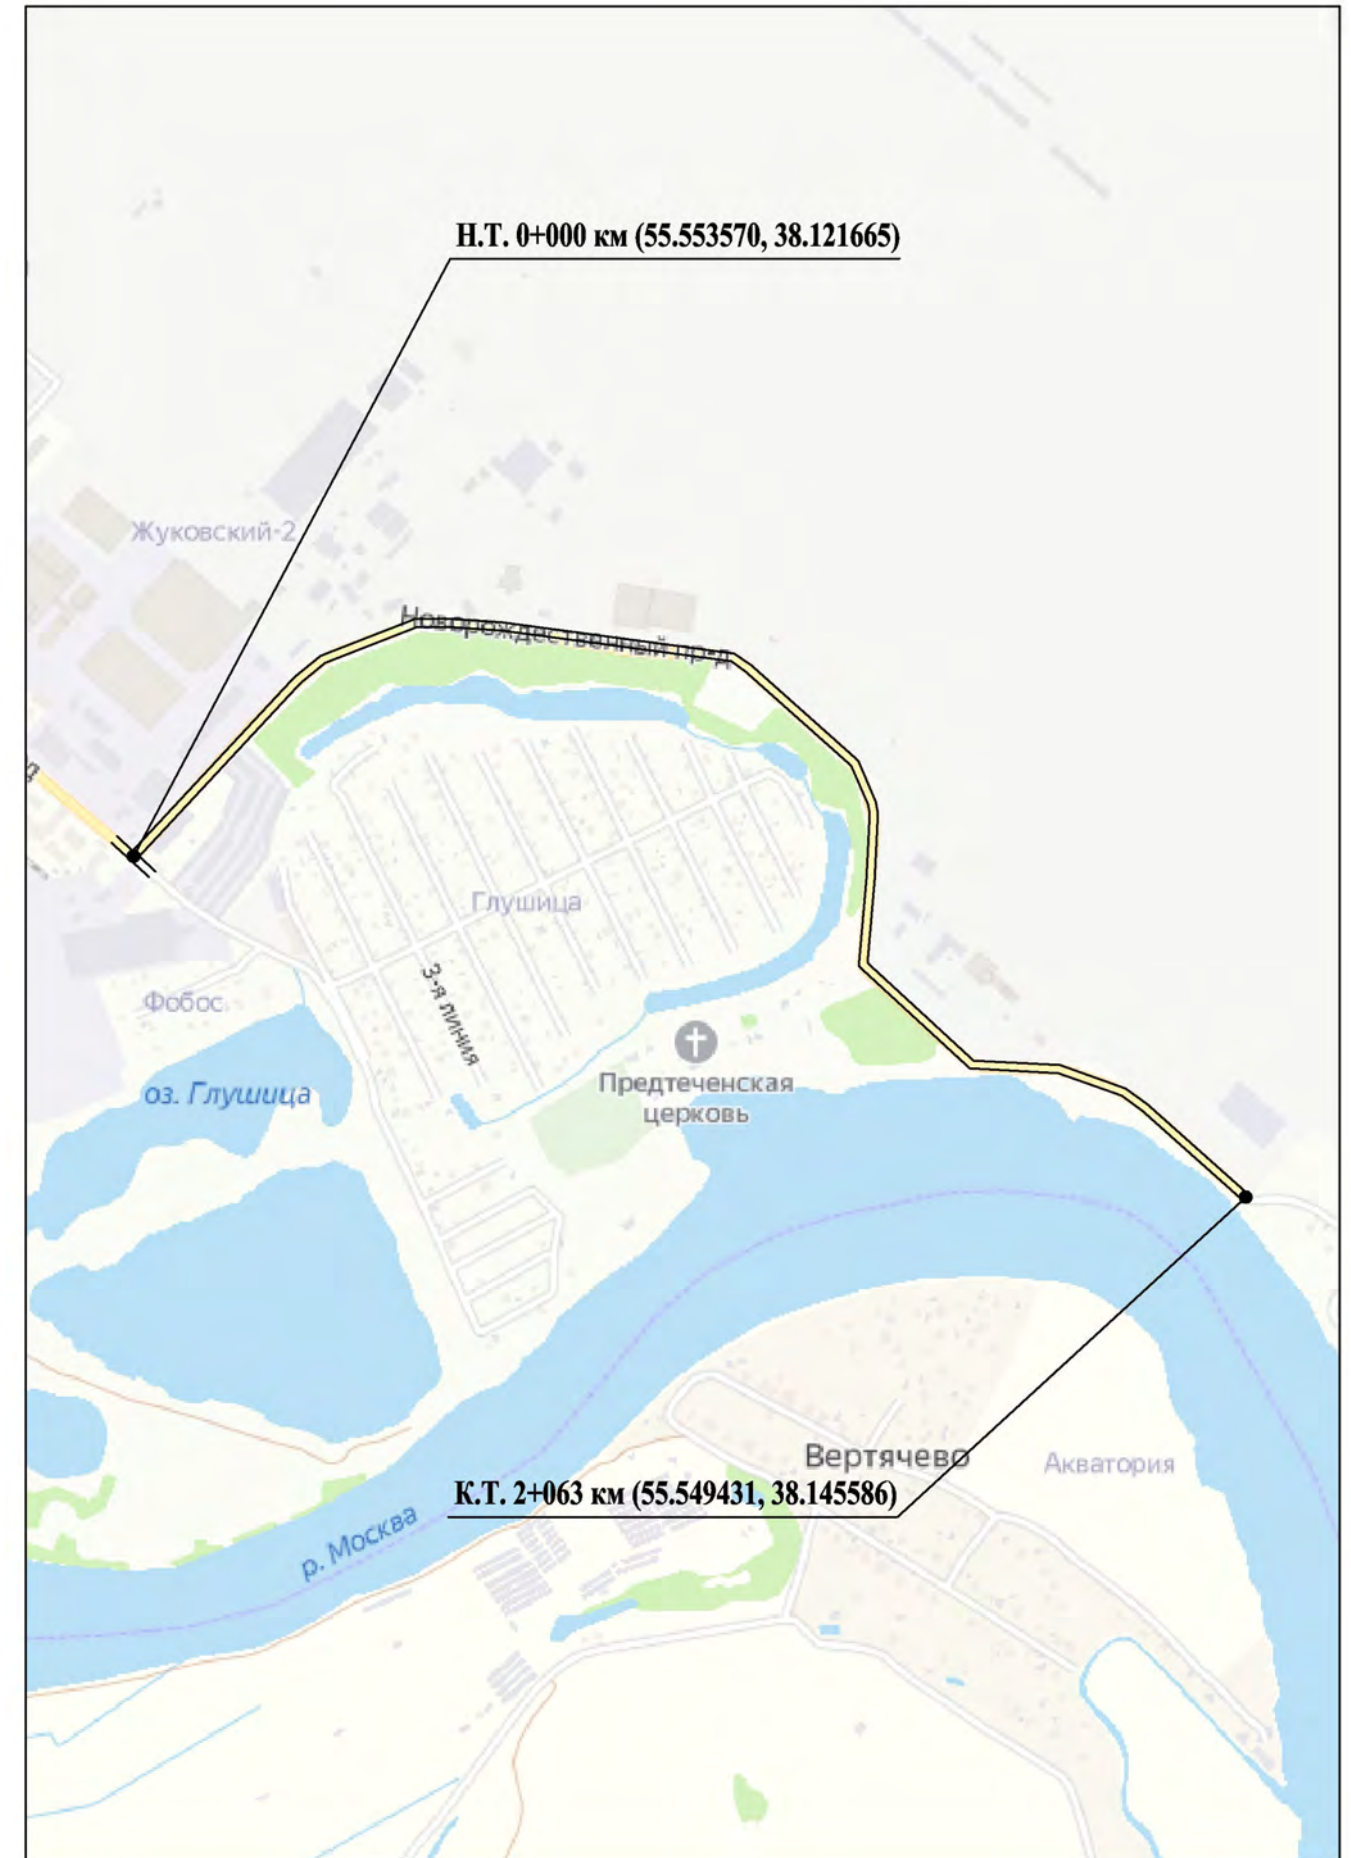 Н.Т. 0+000 км (55.553570, 38.121665)
Жуковский-2
Новорождественный пр-д
д
Глушица
3-я линия
Фобос
оз. Глушица
Предтеченская
церковь
Вертячево
Акватория
К.Т. 2+063 км (55.549431, 38.145586)
р. Москва